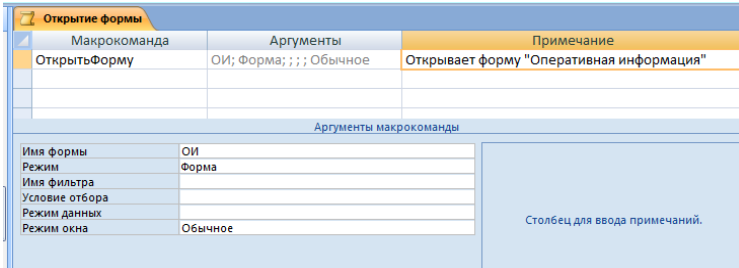 Открытие формы
Макрокоманда Аргументы Примечание
ОткрытьФорму ОИ; Форма; ; ; ; Обычное Открывает форму "Оперативная информация"
Аргументы макрокоманды
Имя формы ОИ
Режим Форма
Имя фильтра
Условие отбора
Режим данных
Режим окна Обычное
Столбец для ввода примечаний.